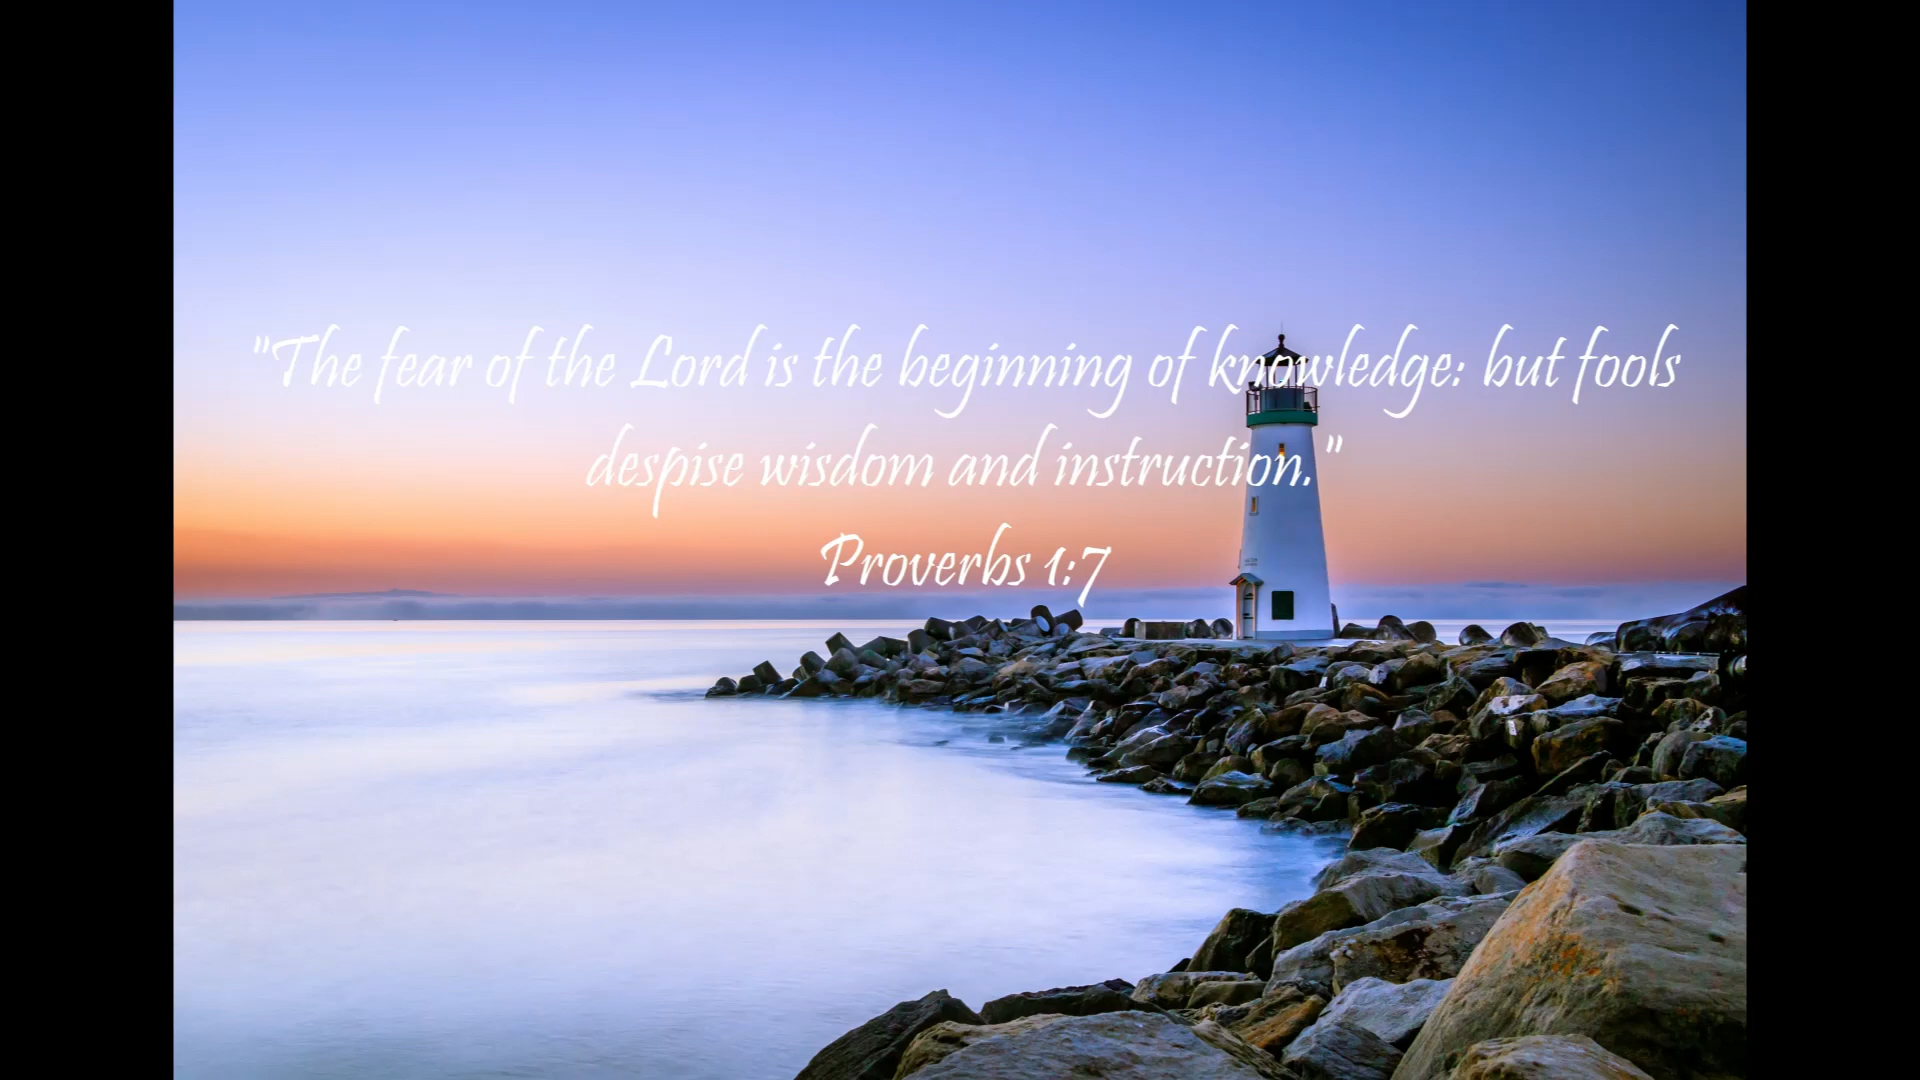 "The fear of the Lord is the beginning of knowledge: but fools
despise wisdom and instruction."
Proverbs 1:7